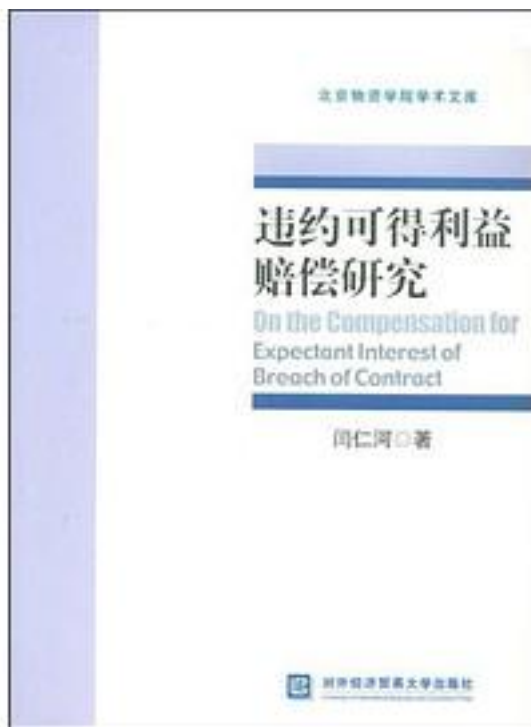 北京物资学院学术文库
违约可得利益
赔偿研究
On the Compensation for
Expectant Interest of
Breach of Contract
闫仁河◎著
对外经济贸易大学出版社